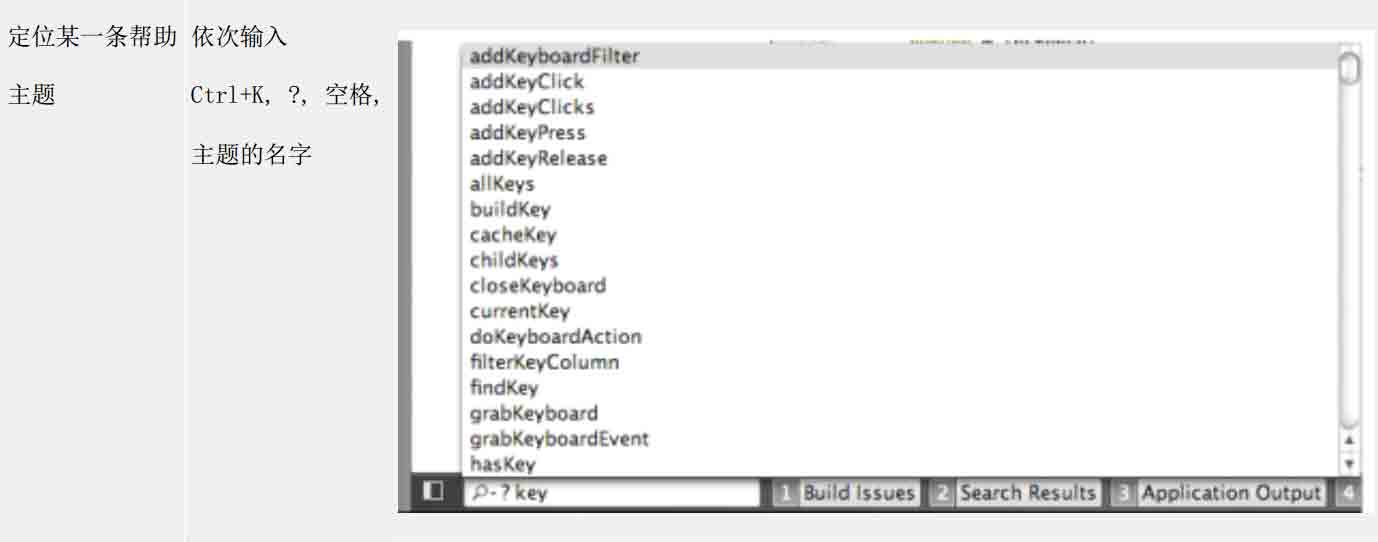 定位某一条帮助
主题
依次输入
Ctrl+K, ?, 空格,
主题的名字
addKeyboardFilter
addKeyClick
addKeyClicks
addKeyPress
addKeyRelease
allKeys
buildKey
cacheKey
childKeys
closeKeyboard
currentKey
doKeyboardAction
filterKeyColumn
findKey
grabKeyboard
grabKeyboardEvent
hasKey
? key
1 Build Issues 2 Search Results 3 Application Output 4